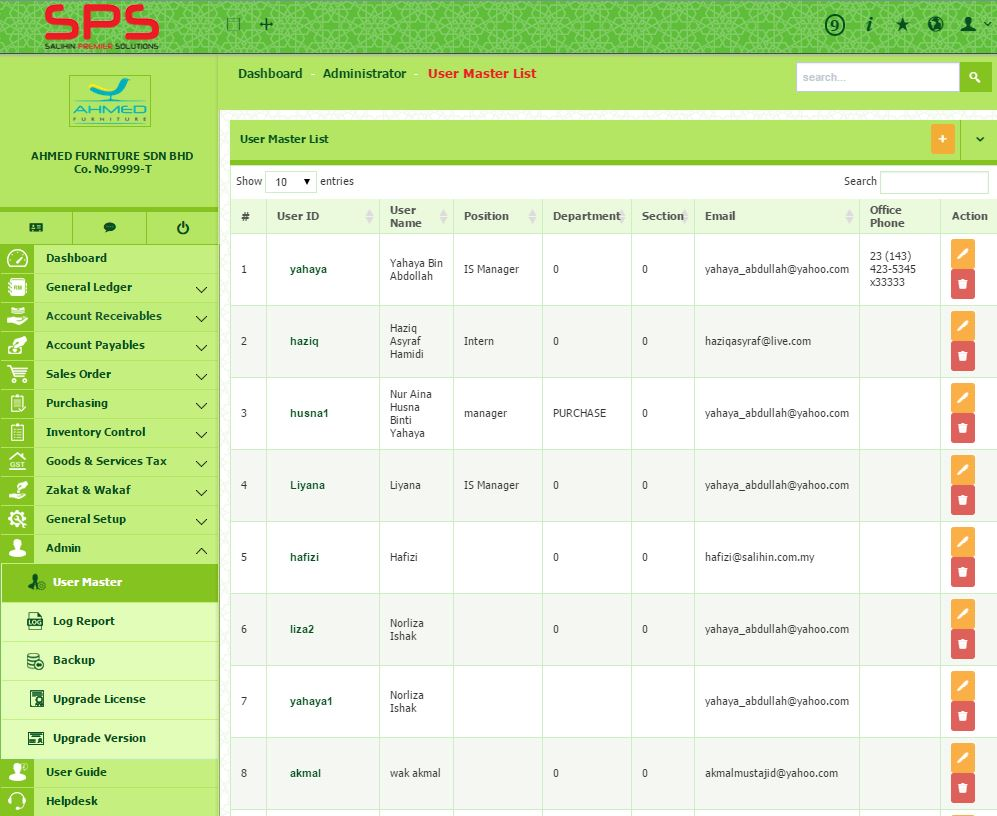 SPS
SALIHIN PREMIER SOLUTIONS
9
i
Dashboard - Administrator - User Master List
search...
AHMED
FURNITURE
AHMED FURNITURE SDN BHD
Co. No.9999-T
Dashboard
RM
General Ledger
Account Receivables
Account Payables
Sales Order
Purchasing
Inventory Control
GST
Goods & Services Tax
Zakat & Wakaf
General Setup
Admin
User Master
LOG
Log Report
Backup
Upgrade License
Upgrade Version
User Guide
Helpdesk
User Master List
+
Show 10 entries
Search
# User ID User Name Position Department Section Email Office Phone Action
1 yahaya Yahaya Bin Abdollah IS Manager 0 0 yahaya_abdullah@yahoo.com 23 (143) 423-5345 x33333
2 haziq Haziq Asyraf Hamidi Intern 0 0 haziqasyraf@live.com
3 husna1 Nur Aina Husna Binti Yahaya manager PURCHASE 0 yahaya_abdullah@yahoo.com
4 Liyana Liyana IS Manager 0 0 yahaya_abdullah@yahoo.com
5 hafizi Hafizi 0 0 hafizi@salihin.com.my
6 liza2 Norliza Ishak 0 0 yahaya_abdullah@yahoo.com
7 yahaya1 Norliza Ishak yahaya_abdullah@yahoo.com
8 akmal wak akmal 0 0 akmalmustajid@yahoo.com